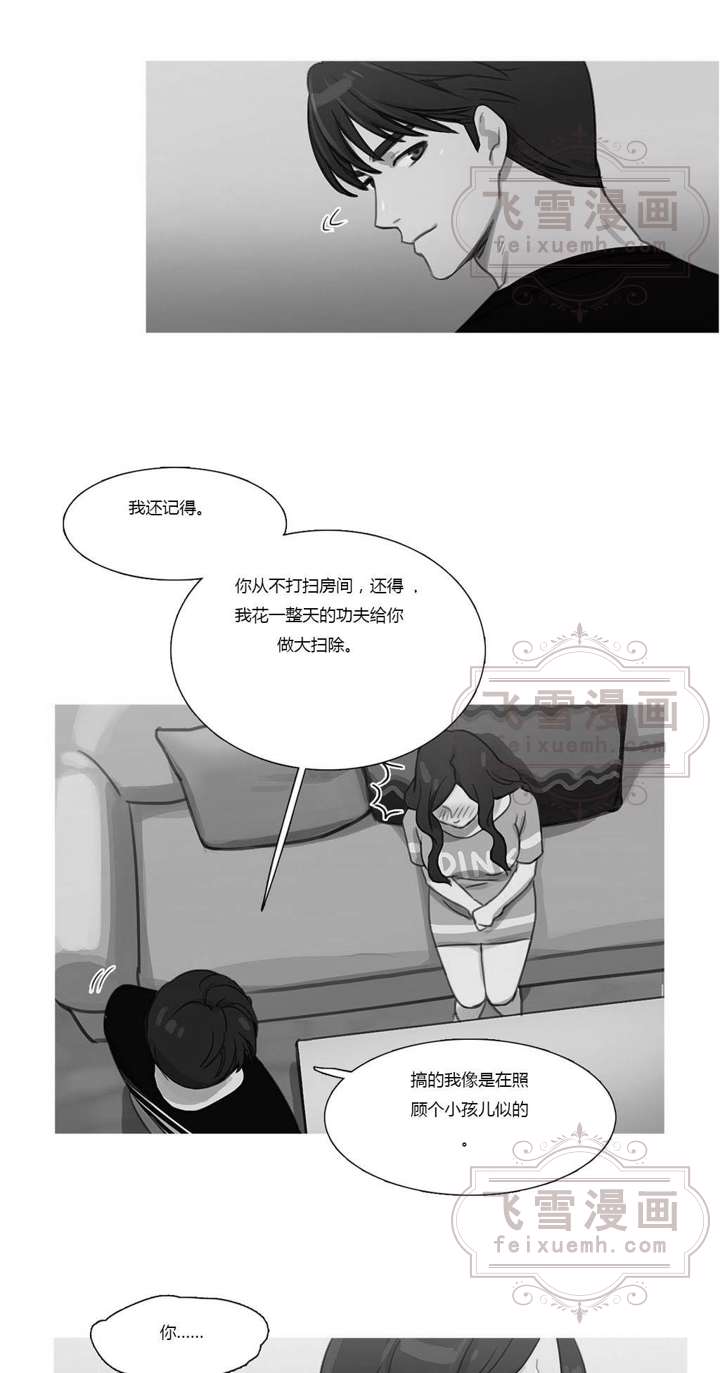 飞雪漫画
feixuemh.com
我还记得。
你从不打扫房间，还得，
我花一整天的功夫给你
做大扫除。
飞雪漫画
feixuemh.com
PINK
搞的我像是在照
顾个小孩儿似的
。
飞雪漫画
feixuemh.com
你……